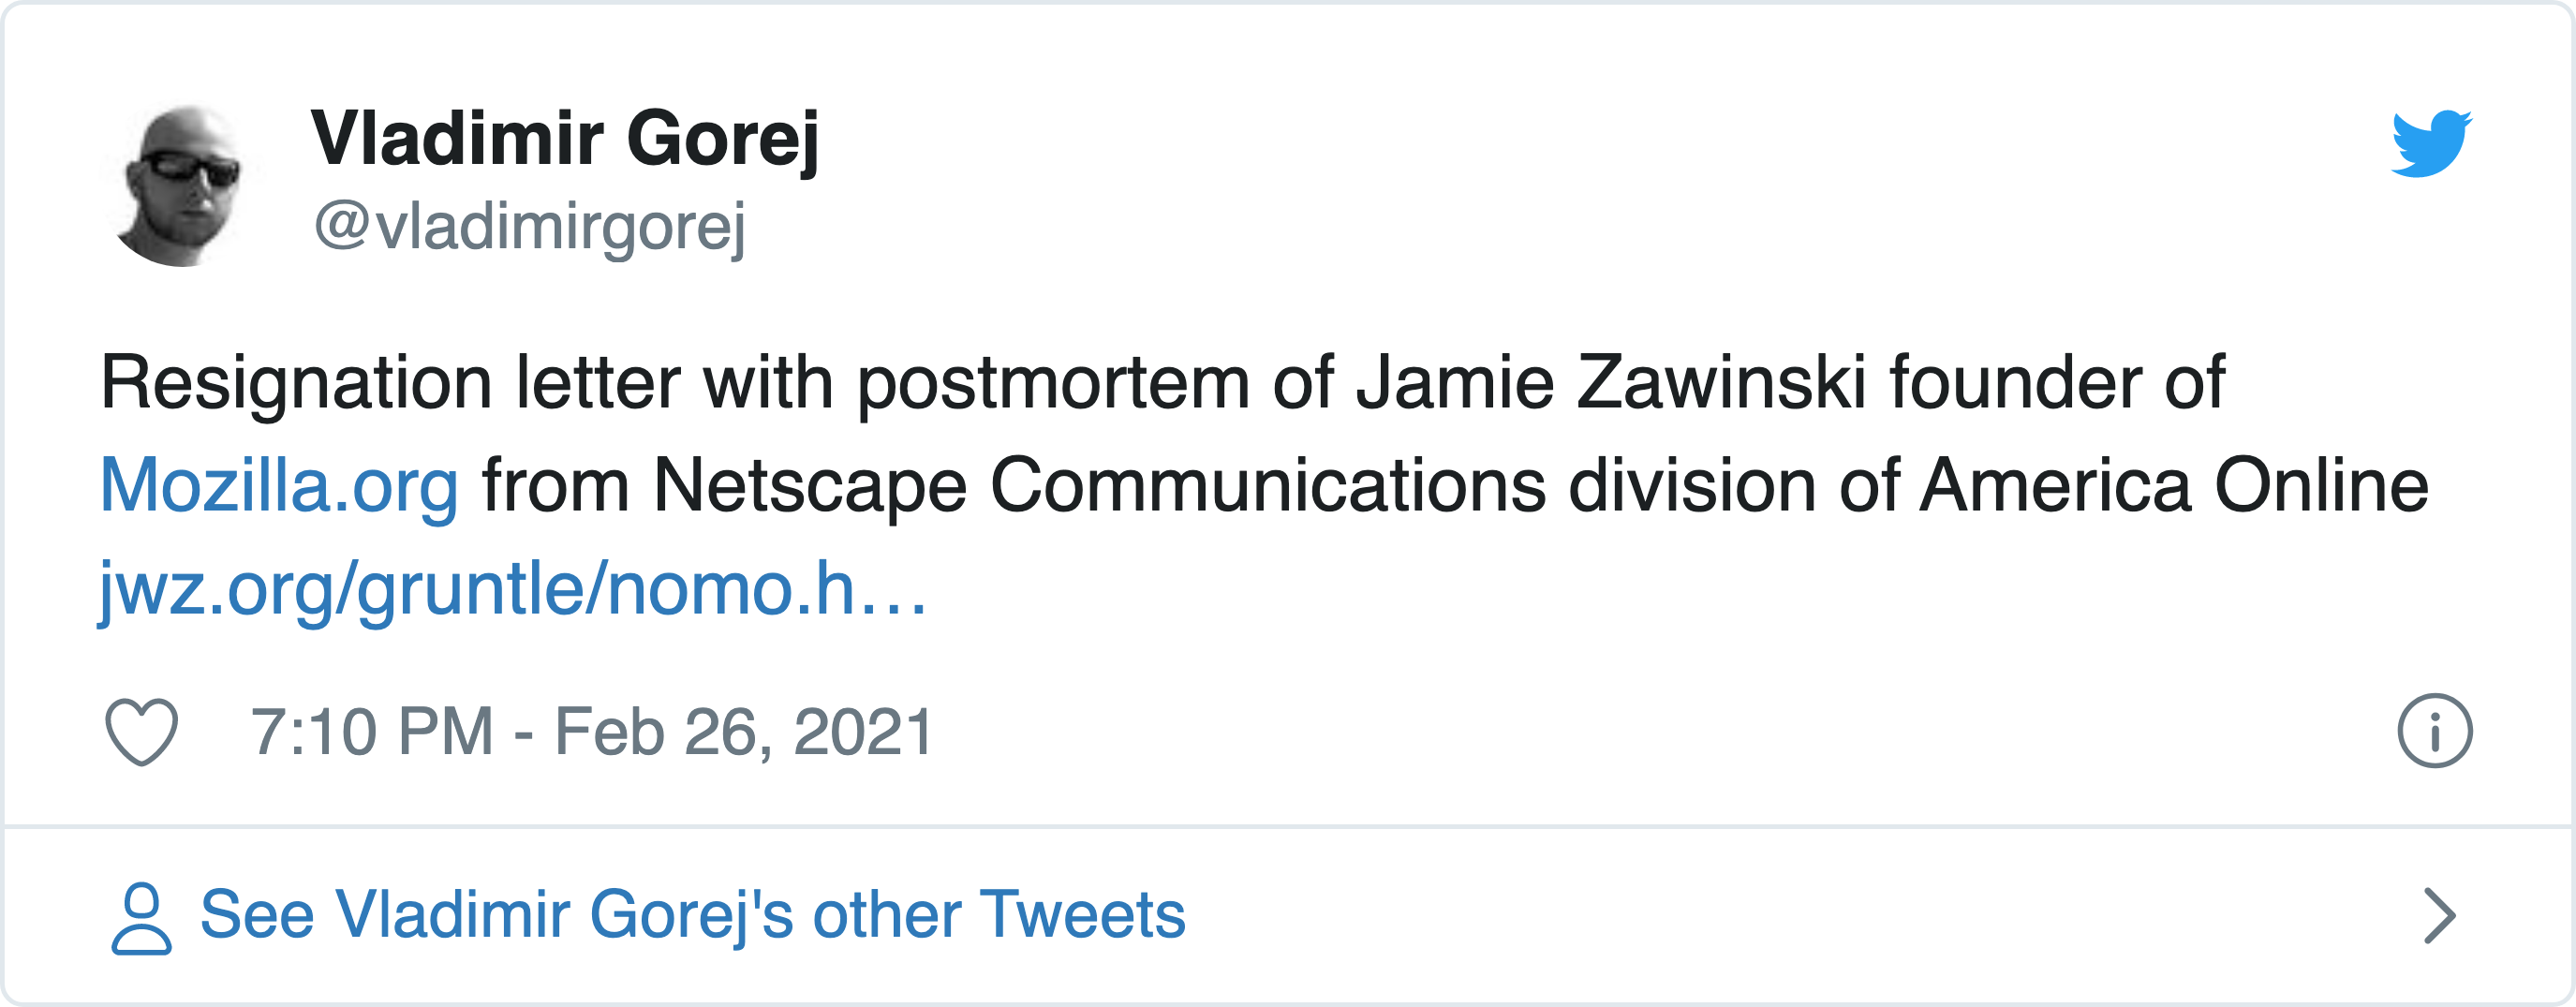 Vladimir Gorej
@vladimirgorej
Resignation letter with postmortem of Jamie Zawinski founder of
Mozilla.org from Netscape Communications division of America Online
jwz.org/gruntle/nomo.h…
7:10 PM - Feb 26, 2021
See Vladimir Gorej's other Tweets